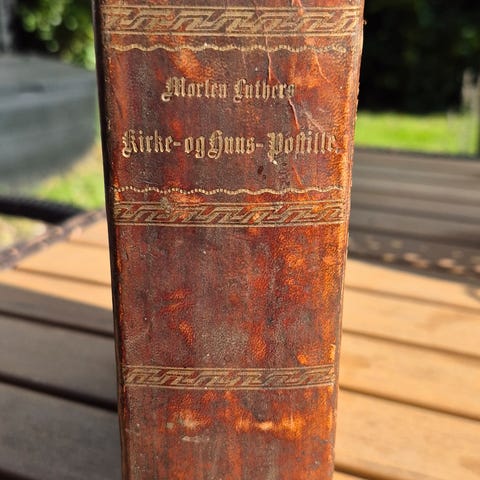 Morten Luthers
Kirke- og Huus-Postille.